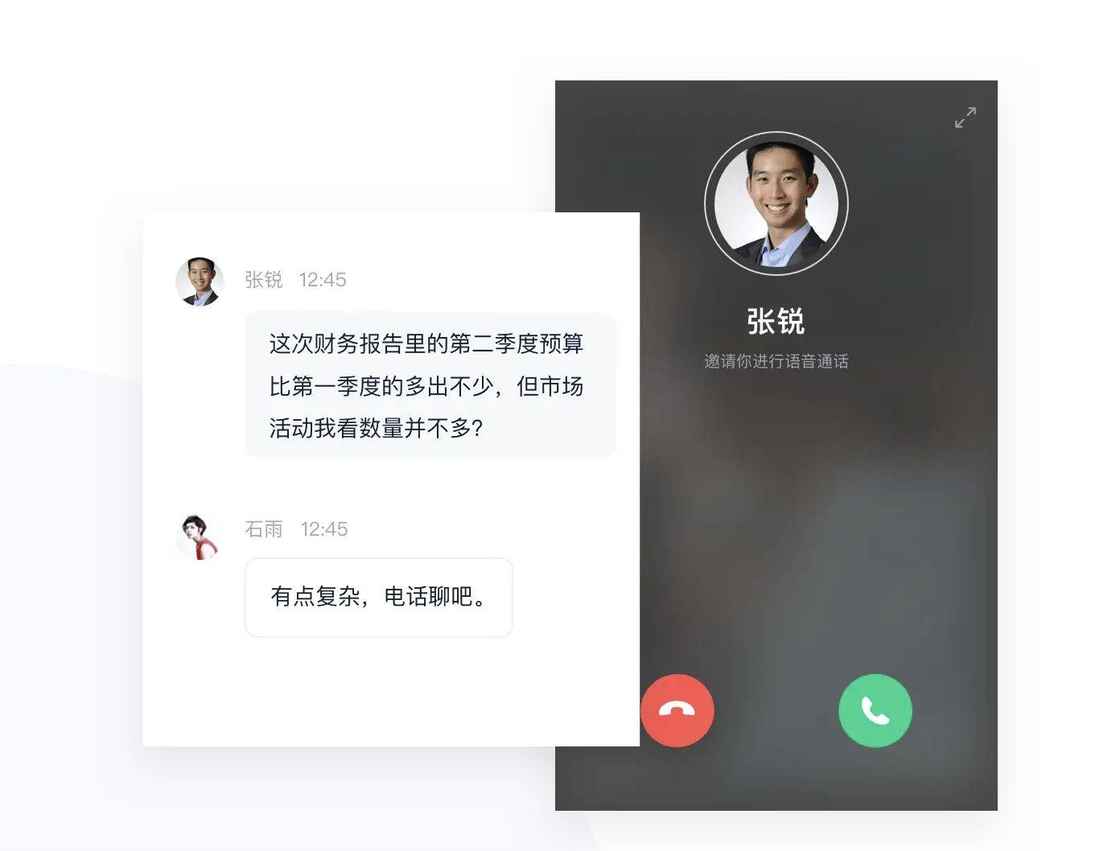 张锐 12:45
这次财务报告里的第二季度预算
比第一季度的多出不少，但市场
活动我看数量并不多？
石雨 12:45
有点复杂，电话聊吧。
张锐
邀请你进行语音通话